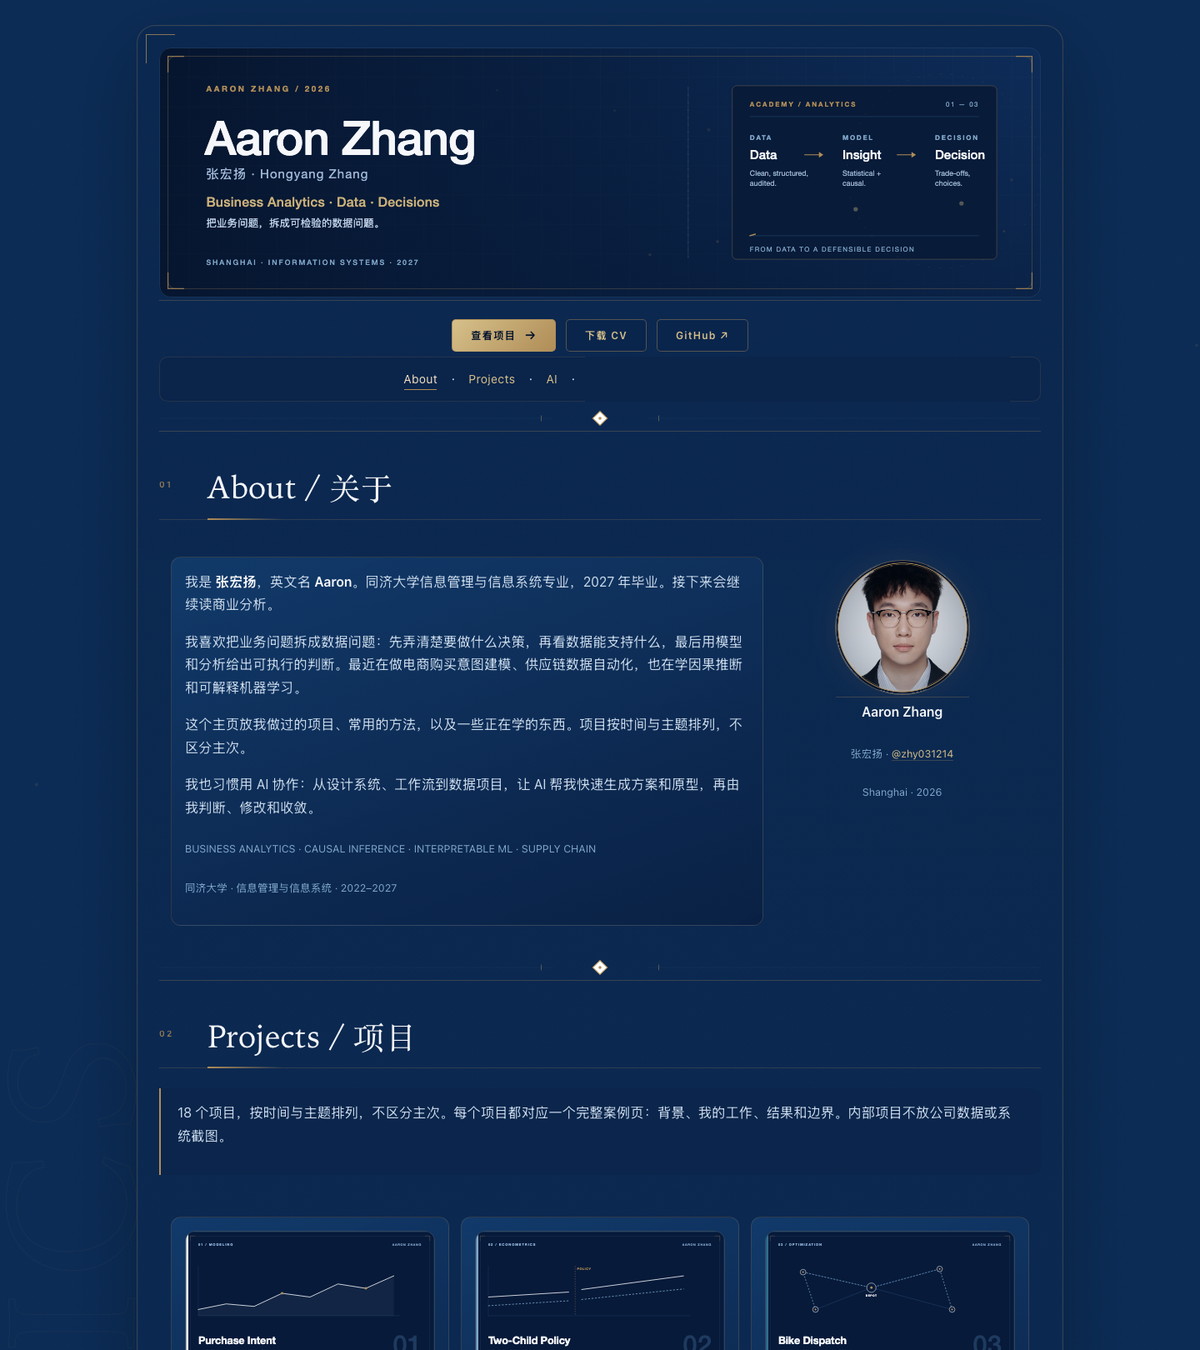 AARON ZHANG / 2026
Aaron Zhang
张宏扬 · Hongyang Zhang
Business Analytics · Data · Decisions
把业务问题，拆成可检验的数据问题。
SHANGHAI · INFORMATION SYSTEMS · 2027
ACADEMY / ANALYTICS 01 — 03
DATA MODEL DECISION
Data → Insight → Decision
Clean, structured, Statistical + Trade-offs,
audited. causal. choices.
FROM DATA TO A DEFENSIBLE DECISION
查看项目 → 下载 CV GitHub ↗
About · Projects · AI ·
01 About / 关于
我是 张宏扬，英文名 Aaron。同济大学信息管理与信息系统专业，2027 年毕业。接下来会继
续读商业分析。
我喜欢把业务问题拆成数据问题：先弄清楚要做什么决策，再看数据能支持什么，最后用模型
和分析给出可执行的判断。最近在做电商购买意图建模、供应链数据自动化，也在学因果推断
和可解释机器学习。
这个主页放我做过的项目、常用的方法，以及一些正在学的东西。项目按时间与主题排列，不
区分主次。
我也习惯用 AI 协作：从设计系统、工作流到数据项目，让 AI 帮我快速生成方案和原型，再由
我判断、修改和收敛。
BUSINESS ANALYTICS · CAUSAL INFERENCE · INTERPRETABLE ML · SUPPLY CHAIN
同济大学 · 信息管理与信息系统 · 2022–2027
Aaron Zhang
张宏扬 · @zhy031214
Shanghai · 2026
02 Projects / 项目
18 个项目，按时间与主题排列，不区分主次。每个项目都对应一个完整案例页：背景、我的工作、结果和边界。内部项目不放公司数据或系
统截图。
01 / MODELING AARON ZHANG
Purchase Intent 01
02 / ECONOMETRICS AARON ZHANG
POLICY
Two-Child Policy 02
03 / OPTIMIZATION AARON ZHANG
DEPOT
Bike Dispatch 03